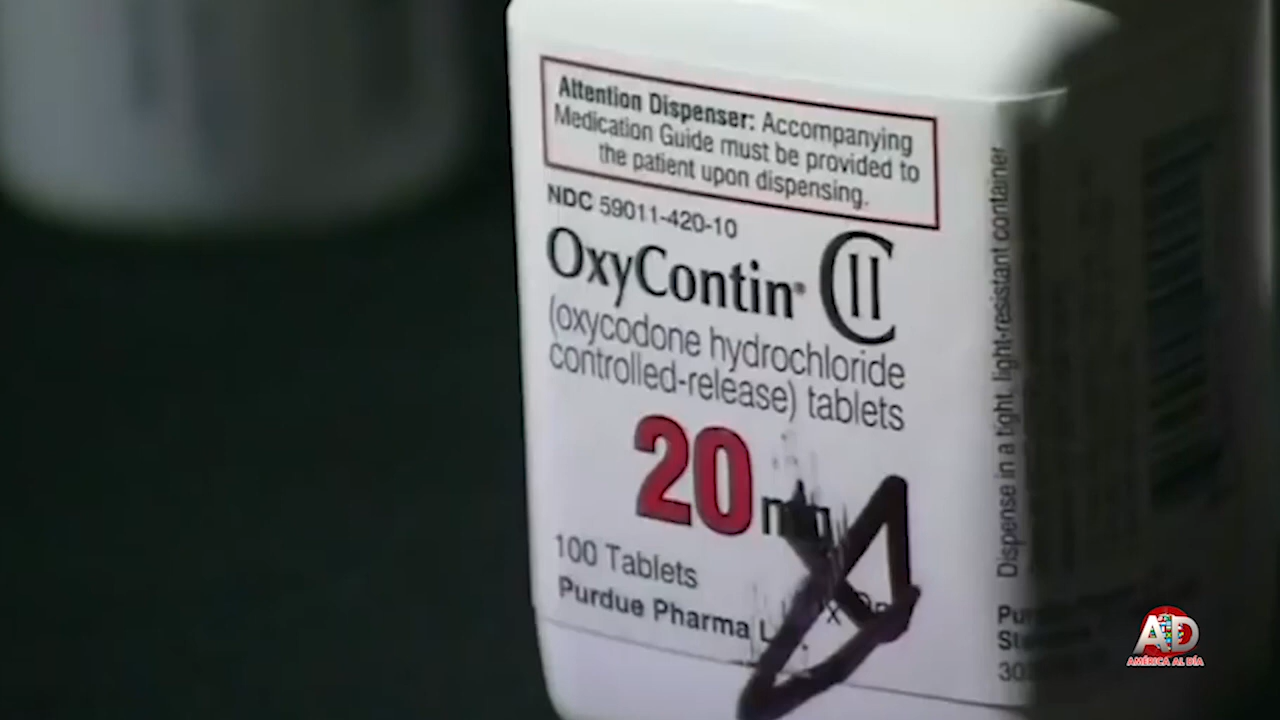 Attention Dispenser: Accompanying
Medication Guide must be provided to
the patient upon dispensing.
NDC 59011-420-10
OxyContin® CII
(oxycodone hydrochloride
controlled-release) tablets
20 mg
100 Tablets
Purdue Pharma L
Dispense in a tight, light-resistant container
AD
AMÉRICA AL DÍA